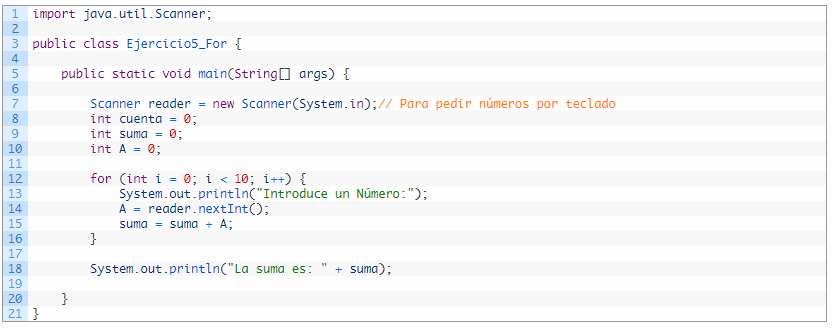 1 import java.util.Scanner;
2
3 public class Ejercicio5_For {
4
5     public static void main(String[] args) {
6
7         Scanner reader = new Scanner(System.in);// Para pedir números por teclado
8         int cuenta = 0;
9         int suma = 0;
10         int A = 0;
11
12         for (int i = 0; i < 10; i++) {
13             System.out.println("Introduce un Número:");
14             A = reader.nextInt();
15             suma = suma + A;
16         }
17
18         System.out.println("La suma es: " + suma);
19
20     }
21 }